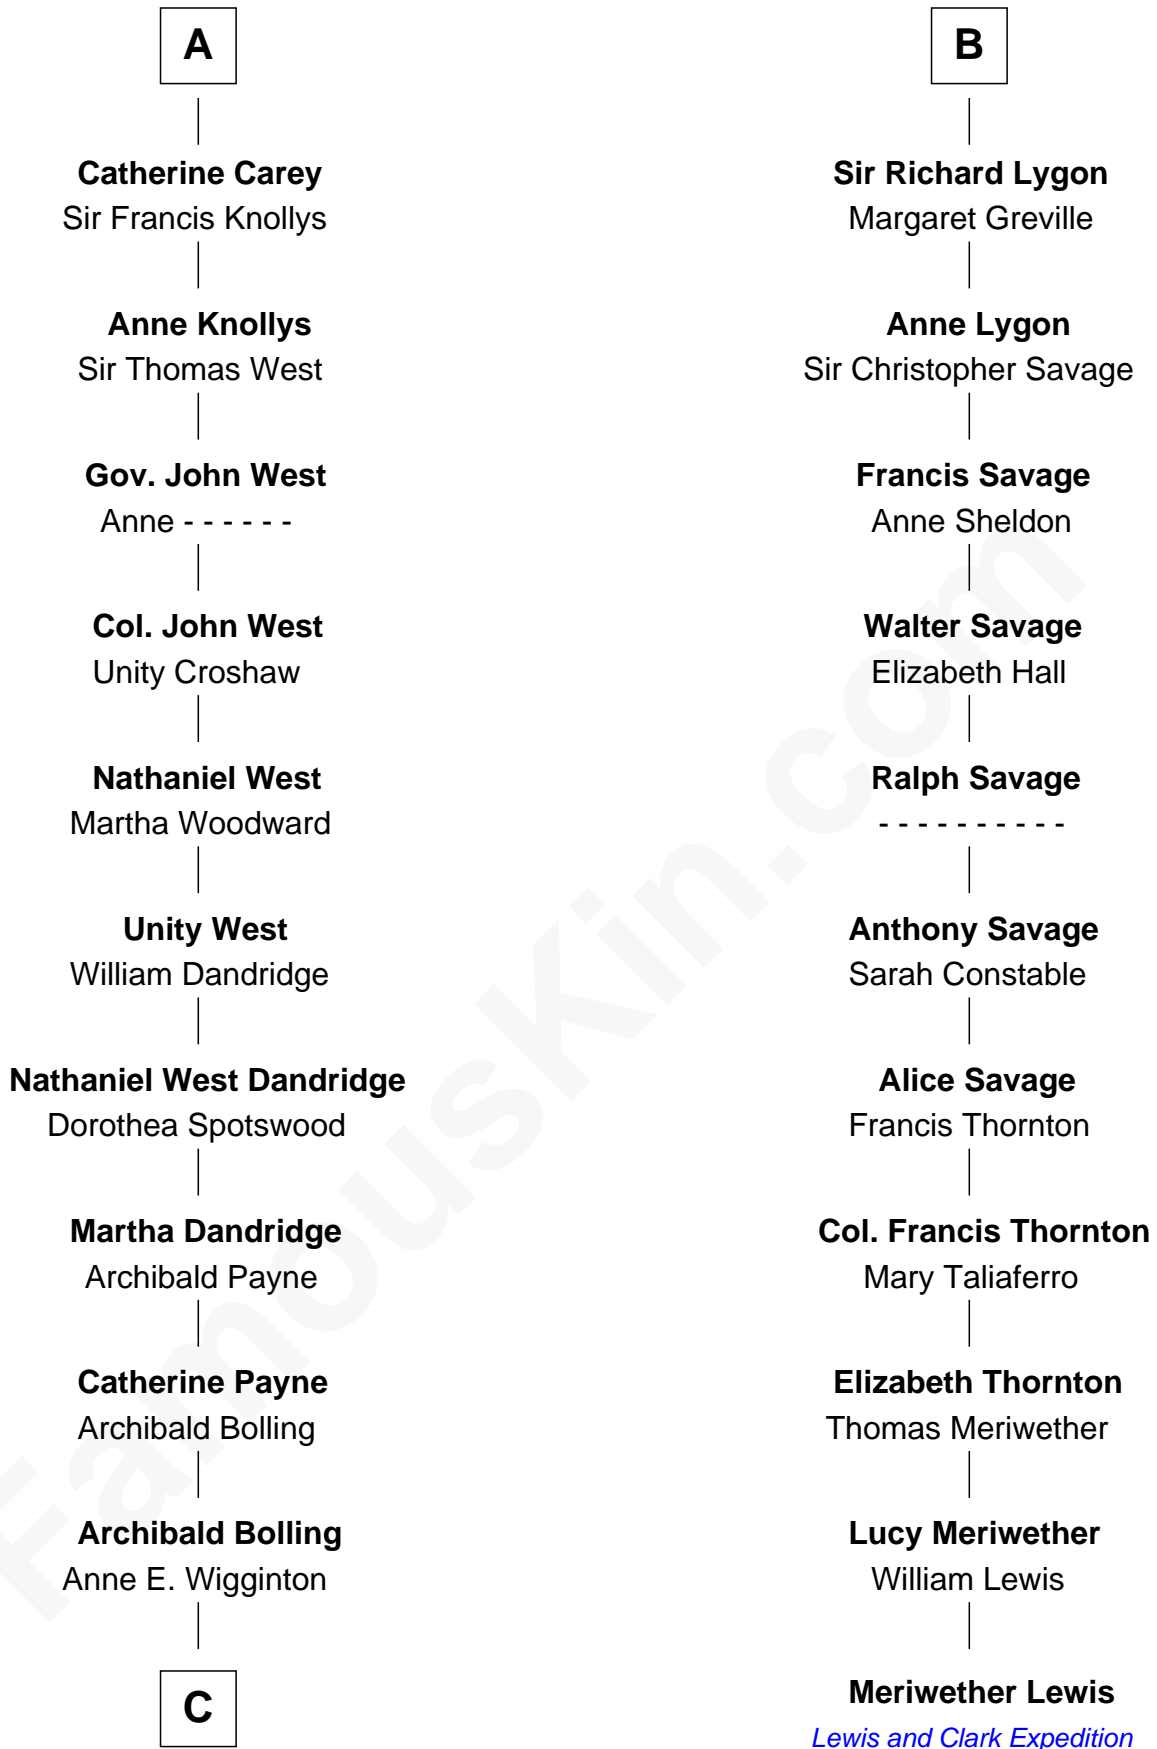 A
Catherine Carey
Sir Francis Knollys
Anne Knollys
Sir Thomas West
Gov. John West
Anne - - - - - -
Col. John West
Unity Croshaw
Nathaniel West
Martha Woodward
Unity West
William Dandridge
Nathaniel West Dandridge
Dorothea Spotswood
Martha Dandridge
Archibald Payne
Catherine Payne
Archibald Bolling
Archibald Bolling
Anne E. Wigginton
C
B
Sir Richard Lygon
Margaret Greville
Anne Lygon
Sir Christopher Savage
Francis Savage
Anne Sheldon
Walter Savage
Elizabeth Hall
Ralph Savage
- - - - - - - - - -
Anthony Savage
Sarah Constable
Alice Savage
Francis Thornton
Col. Francis Thornton
Mary Taliaferro
Elizabeth Thornton
Thomas Meriwether
Lucy Meriwether
William Lewis
Meriwether Lewis
Lewis and Clark Expedition
FamousKin.com